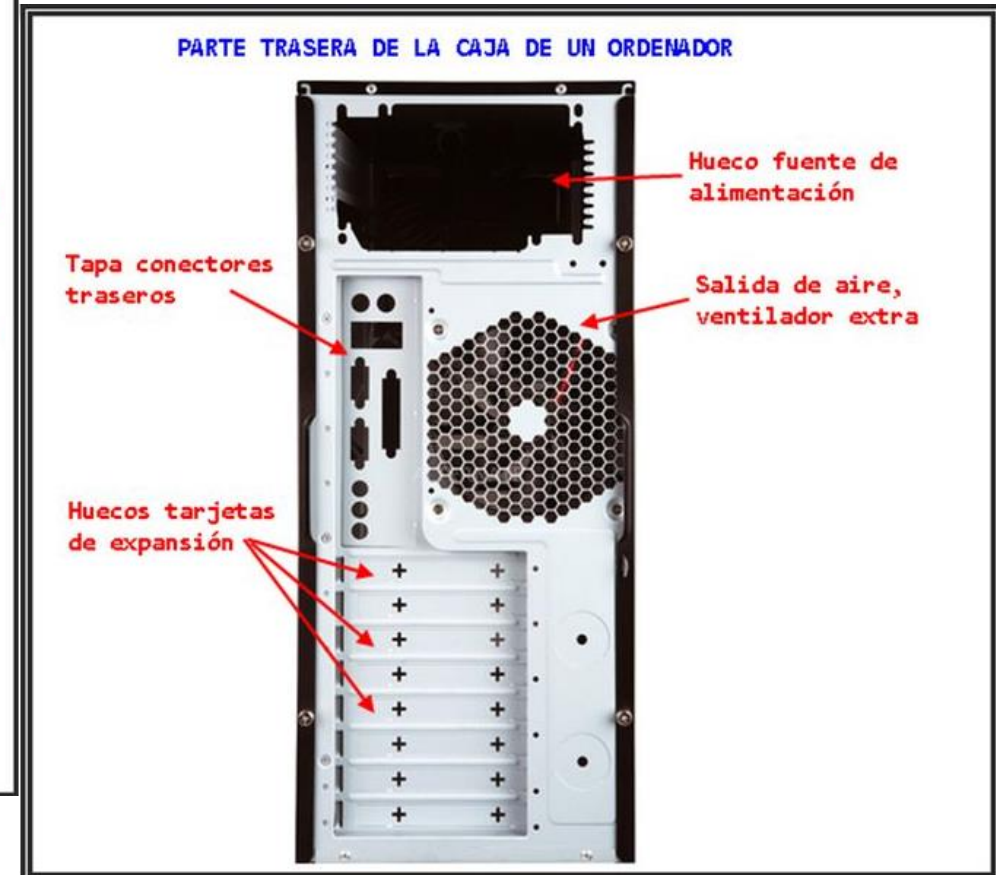 PARTE TRASERA DE LA CAJA DE UN ORDENADOR
Hueco fuente de
alimentación
Tapa conectores
traseros
Salida de aire,
ventilador extra
Huecos tarjetas
de expansión